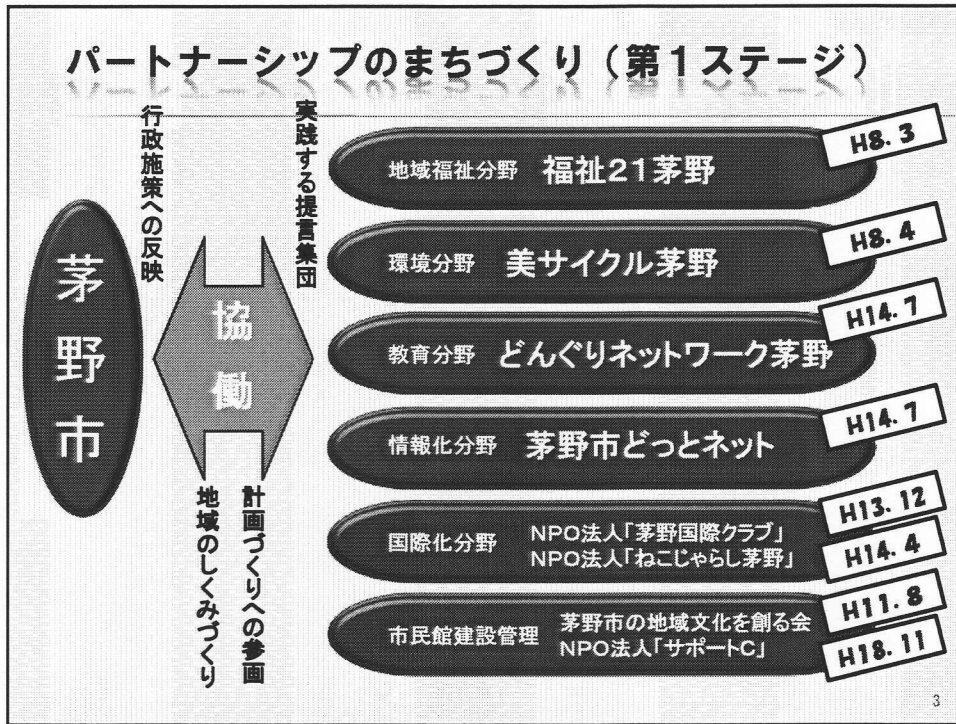 パートナーシップのまちづくり（第１ステージ）
茅野市
行政施策への反映
実践する提言集団
協働
地域のしくみづくり
計画づくりへの参画
地域福祉分野 福祉21茅野
H8.3
環境分野 美サイクル茅野
H8.4
教育分野 どんぐりネットワーク茅野
H14.7
情報化分野 茅野市どっとネット
H14.7
国際化分野 NPO法人「茅野国際クラブ」
NPO法人「ねこじゃらし茅野」
H13.12
H14.4
市民館建設管理 茅野市の地域文化を創る会
NPO法人「サポートC」
H11.8
H18.11
3